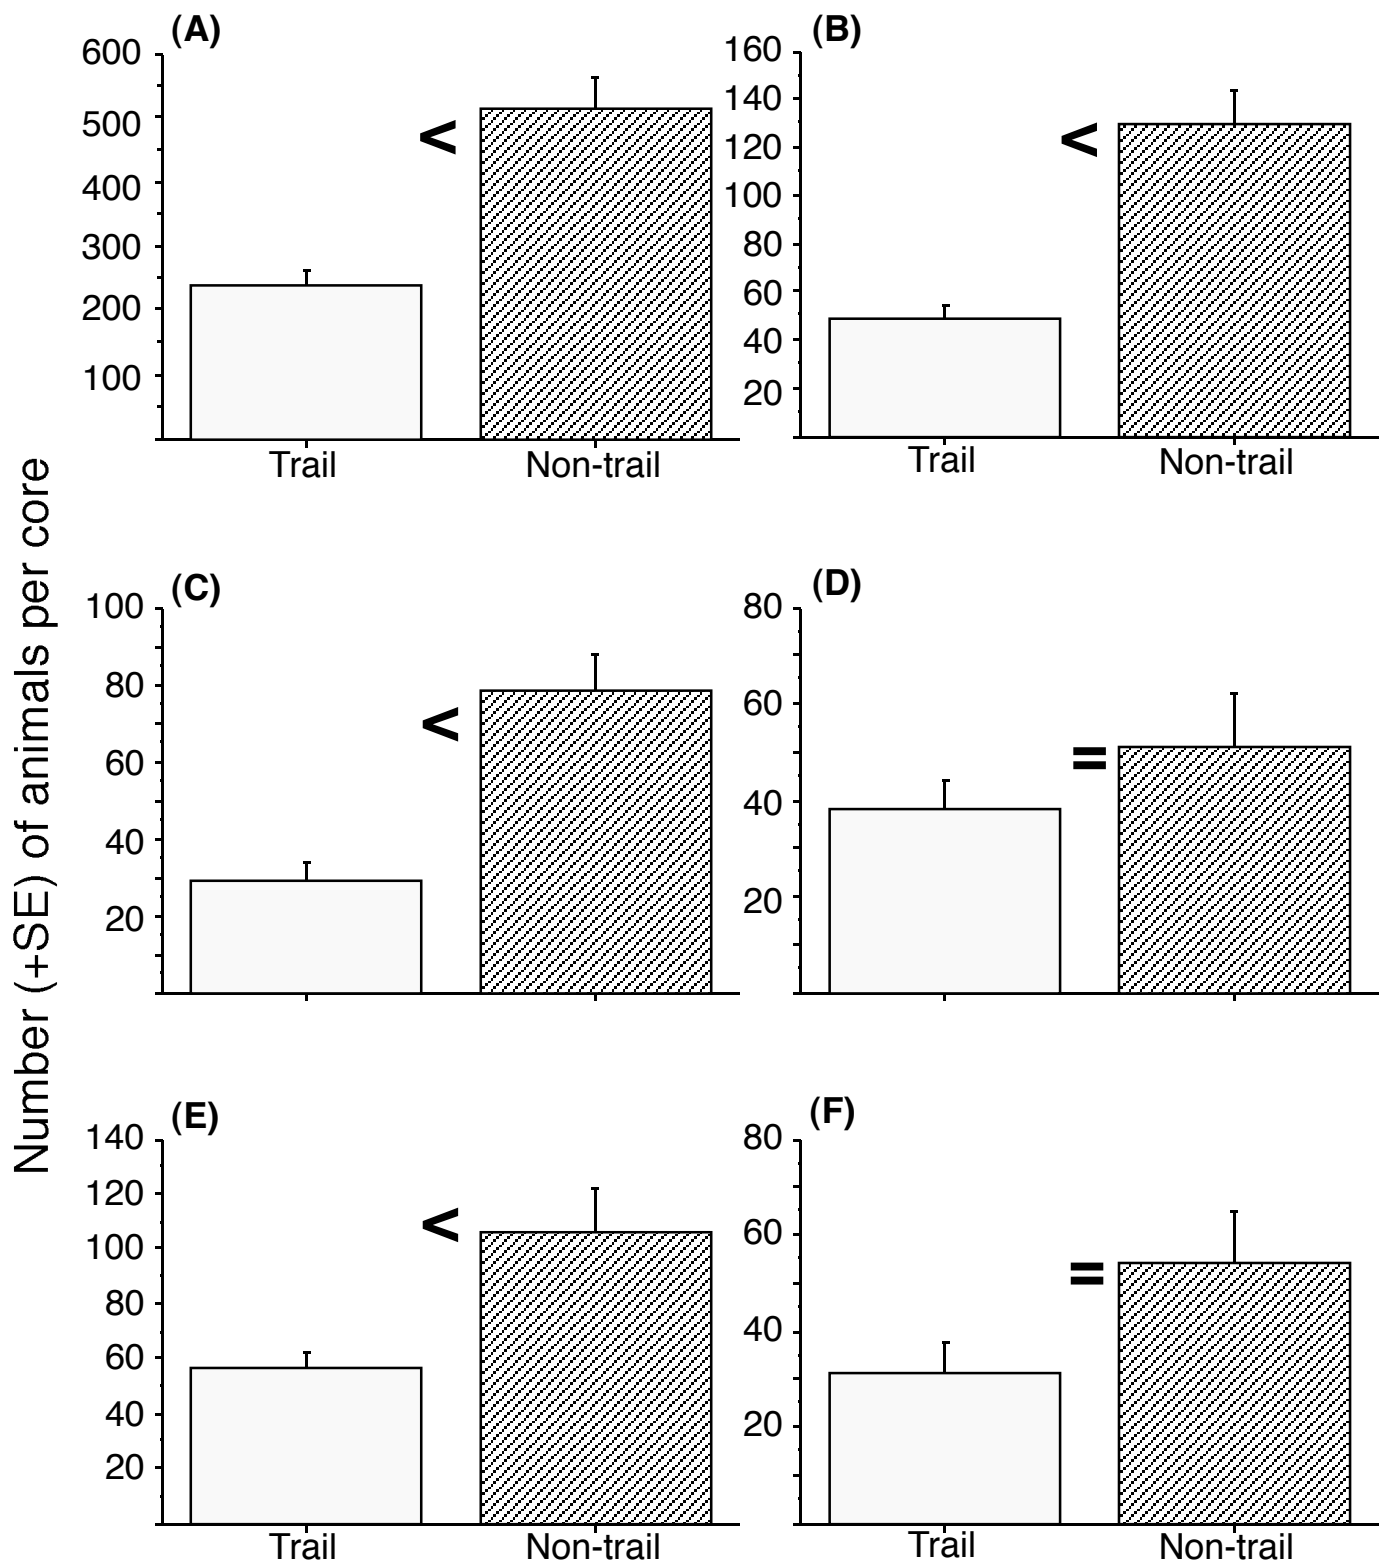 Number (+SE) of animals per core
(A)
600
500
400
300
200
100
<
Trail
Non-trail
(B)
160
140
120
100
80
60
40
20
<
Trail
Non-trail
(C)
100
80
60
40
20
<
(D)
80
60
40
20
=
(E)
140
120
100
80
60
40
20
<
Trail
Non-trail
(F)
80
60
40
20
=
Trail
Non-trail